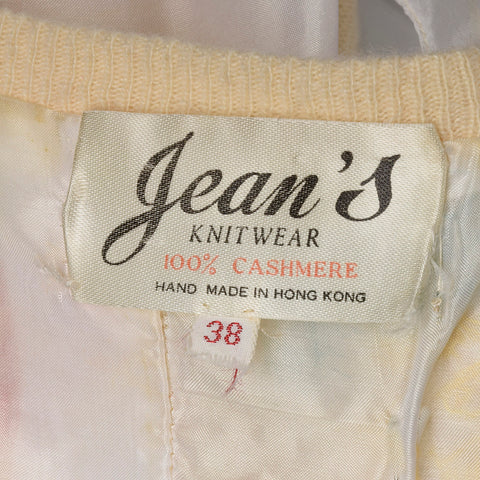 Jean's
KNITWEAR
100% CASHMERE
HAND MADE IN HONG KONG
38